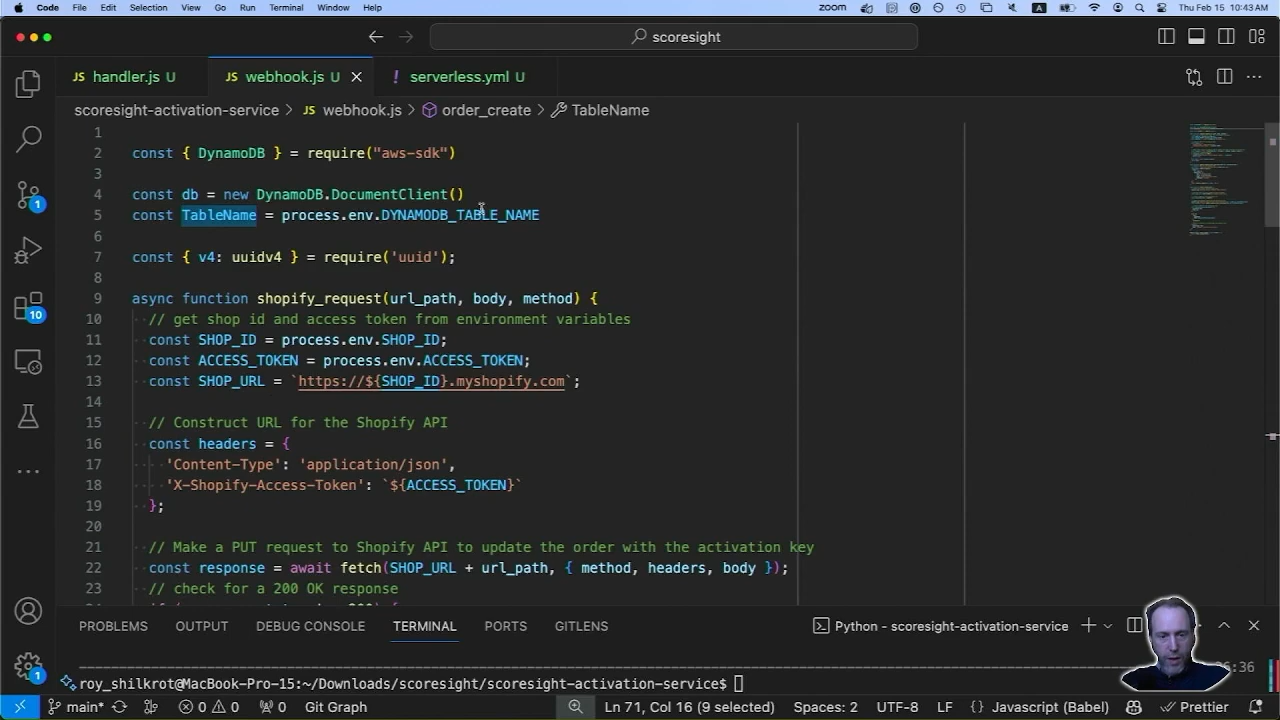 Code File Edit Selection View Go Run Terminal Window Help zoom A Thu Feb 15 10:43 AM
scoresight
JS handler.js U JS webhook.js U ! serverless.yml U
scoresight-activation-service > JS webhook.js > order_create > TableName
1
2 const { DynamoDB } = require("aws-sdk")
3
4 const db = new DynamoDB.DocumentClient()
5 const TableName = process.env.DYNAMODB_TABLE_NAME
6
7 const { v4: uuidv4 } = require('uuid');
8
9 async function shopify_request(url_path, body, method) {
10 // get shop id and access token from environment variables
11 const SHOP_ID = process.env.SHOP_ID;
12 const ACCESS_TOKEN = process.env.ACCESS_TOKEN;
13 const SHOP_URL = `https://${SHOP_ID}.myshopify.com`;
14
15 // Construct URL for the Shopify API
16 const headers = {
17 'Content-Type': 'application/json',
18 'X-Shopify-Access-Token': `${ACCESS_TOKEN}`
19 };
20
21 // Make a PUT request to Shopify API to update the order with the activation key
22 const response = await fetch(SHOP_URL + url_path, { method, headers, body });
23 // check for a 200 OK response
1
10
1
PROBLEMS OUTPUT DEBUG CONSOLE TERMINAL PORTS GITLENS Python - scoresight-activation-service
:36
roy_shilkrot@MacBook-Pro-15:~/Downloads/scoresight/scoresight-activation-service$
main* 0 0 0 Git Graph Ln 71, Col 16 (9 selected) Spaces: 2 UTF-8 LF {} JavaScript (Babel) Prettier